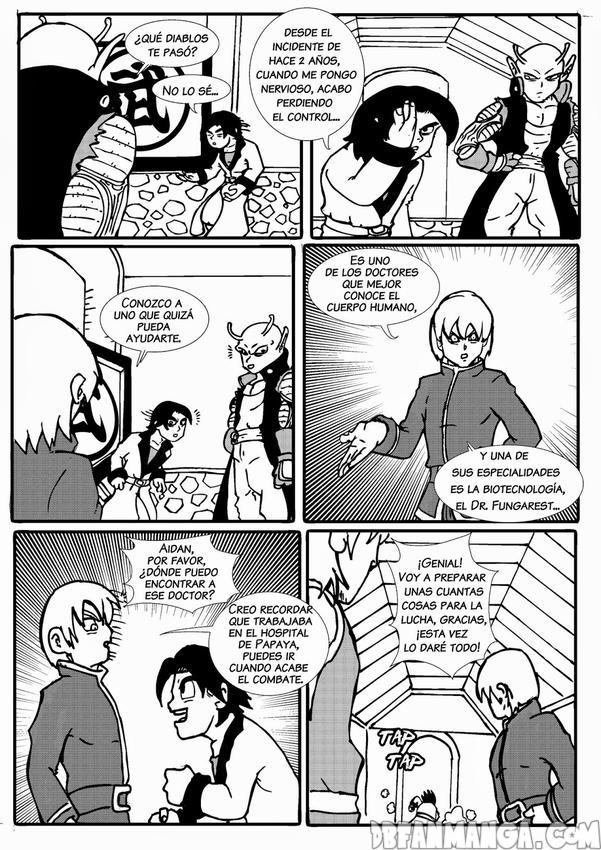 ¿QUÉ DIABLOS
TE PASÓ?
NO LO SÉ...
武
DESDE EL
INCIDENTE DE
HACE 2 AÑOS,
CUANDO ME PONGO
NERVIOSO, ACABO
PERDIENDO
EL CONTROL...
CONOZCO A
UNO QUE QUIZÁ
PUEDA
AYUDARTE.
ES UNO
DE LOS DOCTORES
QUE MEJOR
CONOCE EL
CUERPO HUMANO,
Y UNA DE
SUS ESPECIALIDADES
ES LA BIOTECNOLOGÍA,
EL DR. FUNGAREST...
AIDAN,
POR FAVOR,
¿DÓNDE PUEDO
ENCONTRAR A
ESE DOCTOR?
CREO RECORDAR
QUE TRABAJABA
EN EL HOSPITAL
DE PAPAYA,
PUEDES IR
CUANDO ACABE
EL COMBATE.
¡GENIAL!
VOY A PREPARAR
UNAS CUANTAS
COSAS PARA LA
LUCHA, GRACIAS,
¡ESTA VEZ
LO DARÉ TODO!
TAP
TAP
DBFANMANGA.COM